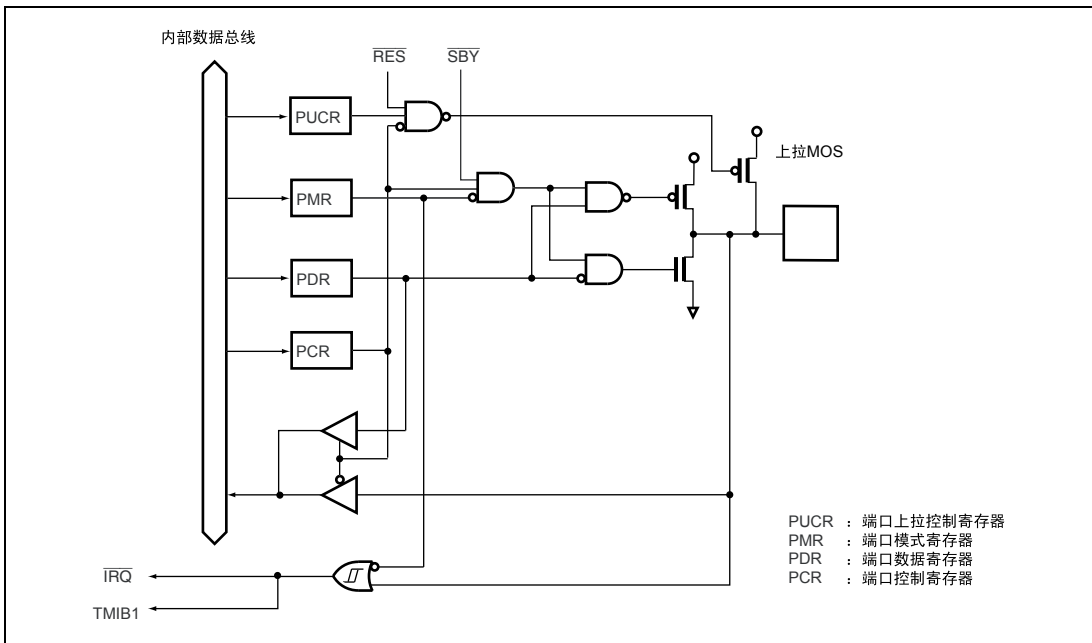 内部数据总线
RES
SBY
PUCR
上拉MOS
PMR
PDR
PCR
PUCR ：端口上拉控制寄存器
PMR ：端口模式寄存器
PDR ：端口数据寄存器
PCR ：端口控制寄存器
IRQ
TMIB1